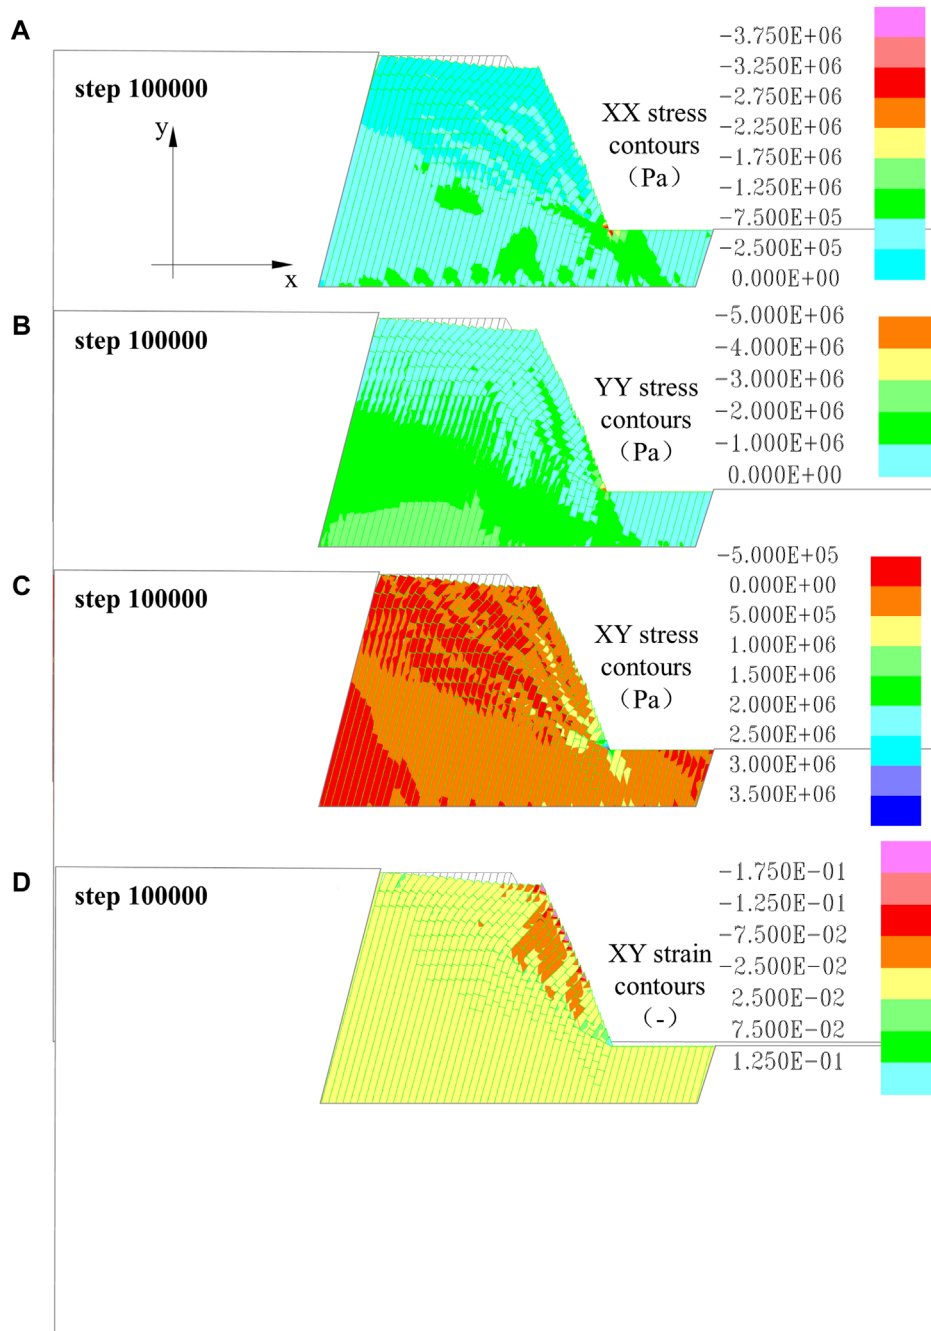 A
step 100000
y
x
XX stress
contours
（Pa）
-3.750E+06
-3.250E+06
-2.750E+06
-2.250E+06
-1.750E+06
-1.250E+06
-7.500E+05
-2.500E+05
0.000E+00
B
step 100000
YY stress
contours
（Pa）
-5.000E+06
-4.000E+06
-3.000E+06
-2.000E+06
-1.000E+06
0.000E+00
C
step 100000
XY stress
contours
（Pa）
-5.000E+05
0.000E+00
5.000E+05
1.000E+06
1.500E+06
2.000E+06
2.500E+06
3.000E+06
3.500E+06
D
step 100000
XY strain
contours
（-）
-1.750E-01
-1.250E-01
-7.500E-02
-2.500E-02
2.500E-02
7.500E-02
1.250E-01